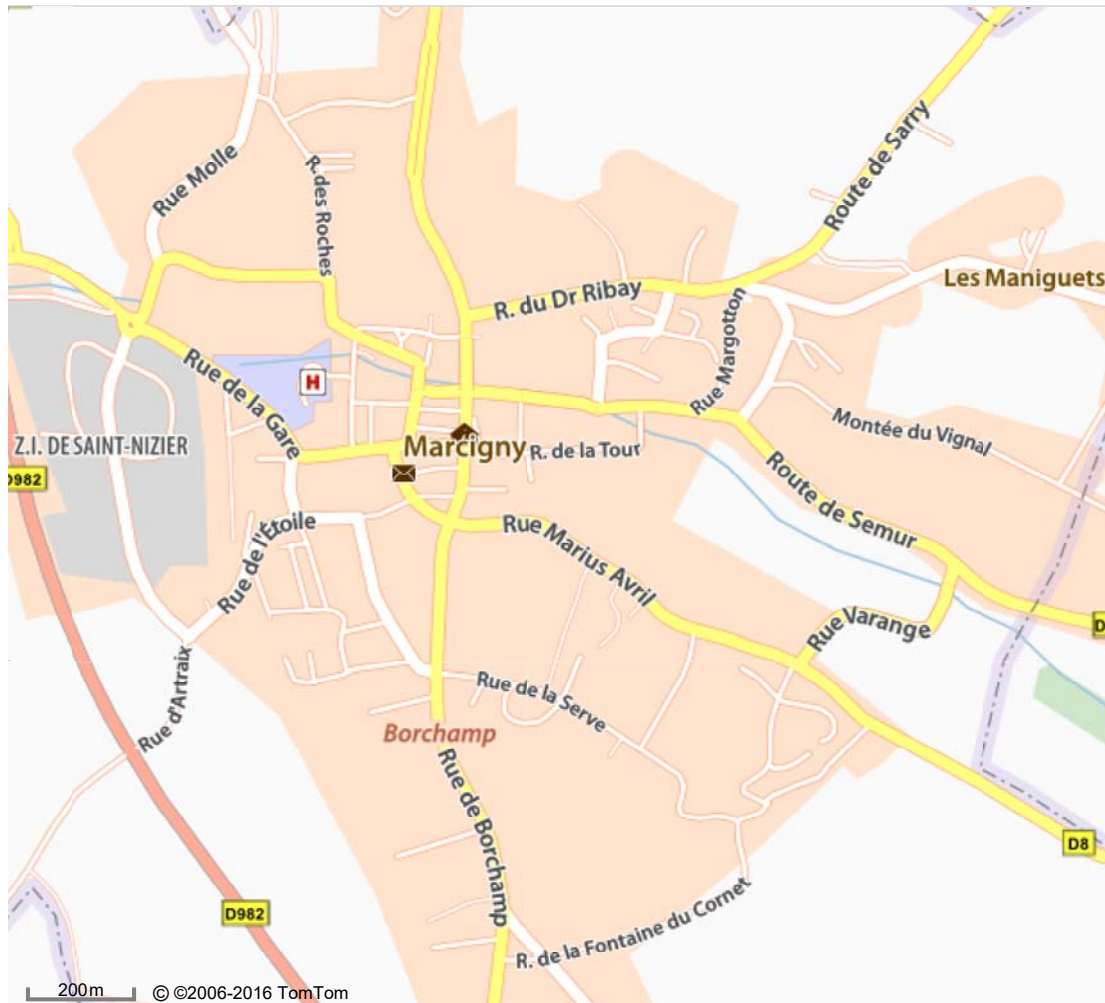 Rue Molle
R. des Roches
Route de Sarry
Les Maniguets
R. du Dr Ribay
Rue Margotton
Rue de la Gare
H
Montée du Vignal
Z.I. DE SAINT-NIZIER
Marcigny
R. de la Tour
D982
Route de Semur
Rue de l'Étoile
Rue Marius Avril
Rue Varange
D
Rue d'Artraix
Rue de la Serve
Borchamp
Rue de Borchamp
D8
D982
R. de la Fontaine du Cornet
200m © ©2006-2016 TomTom